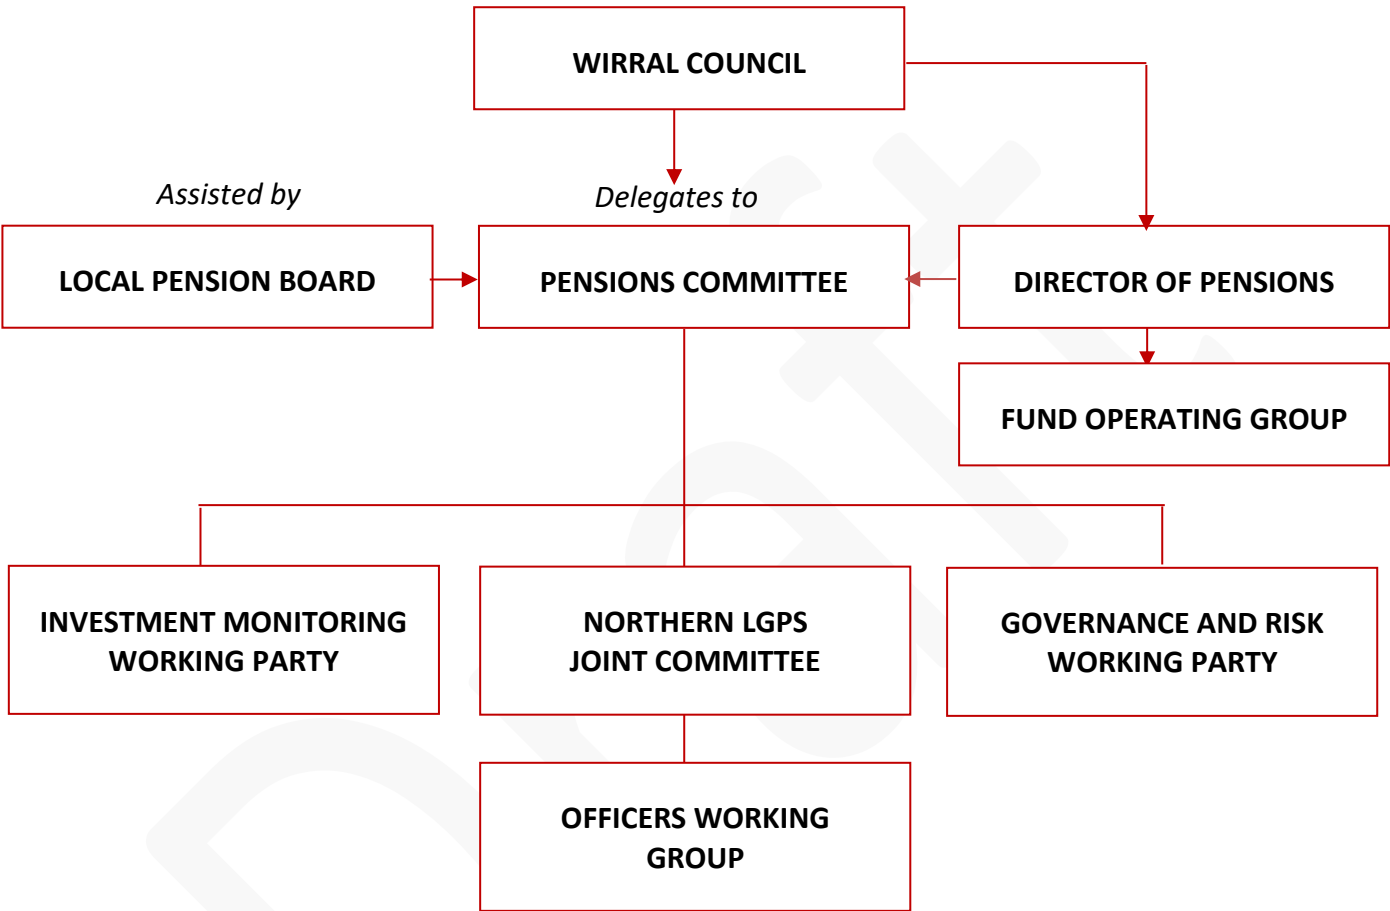 WIRRAL COUNCIL
Assisted by
Delegates to
LOCAL PENSION BOARD
PENSIONS COMMITTEE
DIRECTOR OF PENSIONS
FUND OPERATING GROUP
INVESTMENT MONITORING
WORKING PARTY
NORTHERN LGPS
JOINT COMMITTEE
GOVERNANCE AND RISK
WORKING PARTY
OFFICERS WORKING
GROUP
Draft